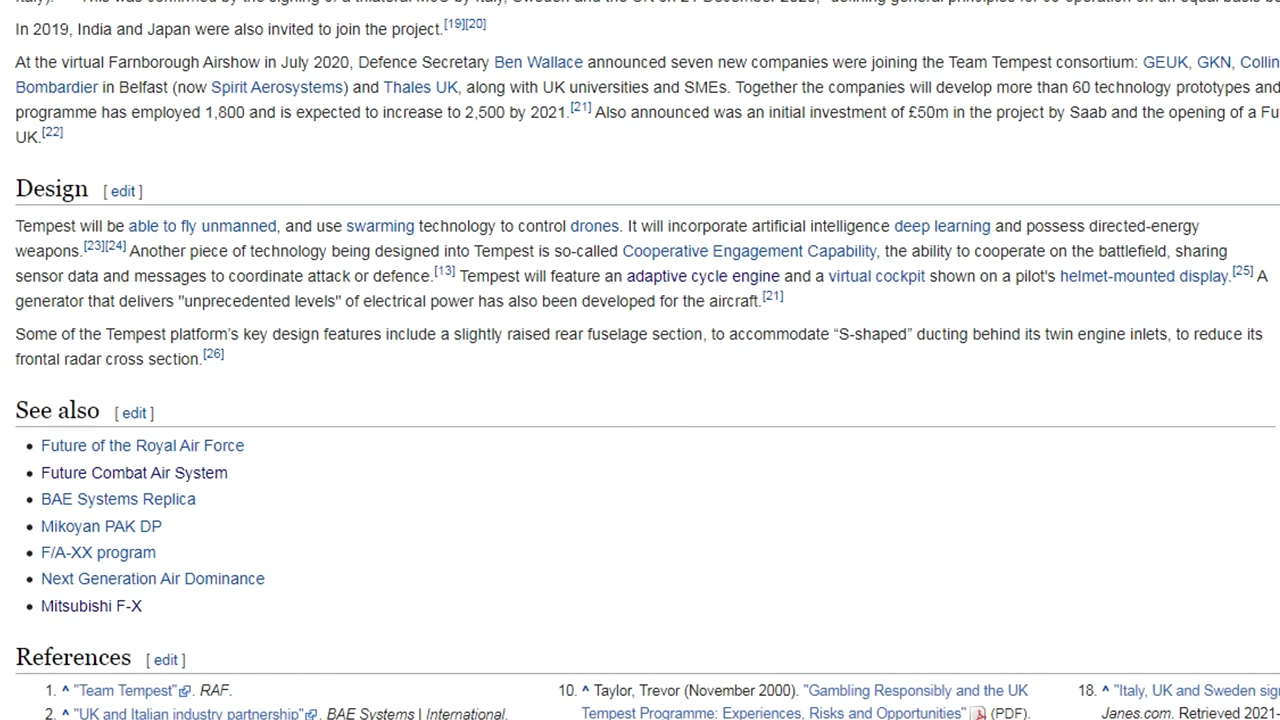 In 2019, India and Japan were also invited to join the project.[19][20]
At the virtual Farnborough Airshow in July 2020, Defence Secretary Ben Wallace announced seven new companies were joining the Team Tempest consortium: GEUK, GKN, Collin
Bombardier in Belfast (now Spirit Aerosystems) and Thales UK, along with UK universities and SMEs. Together the companies will develop more than 60 technology prototypes and
programme has employed 1,800 and is expected to increase to 2,500 by 2021.[21] Also announced was an initial investment of £50m in the project by Saab and the opening of a Fu
UK.[22]
Design [ edit ]
Tempest will be able to fly unmanned, and use swarming technology to control drones. It will incorporate artificial intelligence deep learning and possess directed-energy
weapons.[23][24] Another piece of technology being designed into Tempest is so-called Cooperative Engagement Capability, the ability to cooperate on the battlefield, sharing
sensor data and messages to coordinate attack or defence.[13] Tempest will feature an adaptive cycle engine and a virtual cockpit shown on a pilot's helmet-mounted display.[25] A
generator that delivers "unprecedented levels" of electrical power has also been developed for the aircraft.[21]
Some of the Tempest platform's key design features include a slightly raised rear fuselage section, to accommodate “S-shaped” ducting behind its twin engine inlets, to reduce its
frontal radar cross section.[26]
See also [ edit ]
• Future of the Royal Air Force
• Future Combat Air System
• BAE Systems Replica
• Mikoyan PAK DP
• F/A-XX program
• Next Generation Air Dominance
• Mitsubishi F-X
References [ edit ]
1. ^ "Team Tempest". RAF.
2. ^ "UK and Italian industry partnership". BAE Systems | International.
10. ^ Taylor, Trevor (November 2000). "Gambling Responsibly and the UK
Tempest Programme: Experiences, Risks and Opportunities" (PDF).
18. ^ "Italy, UK and Sweden sig
Janes.com. Retrieved 2021-